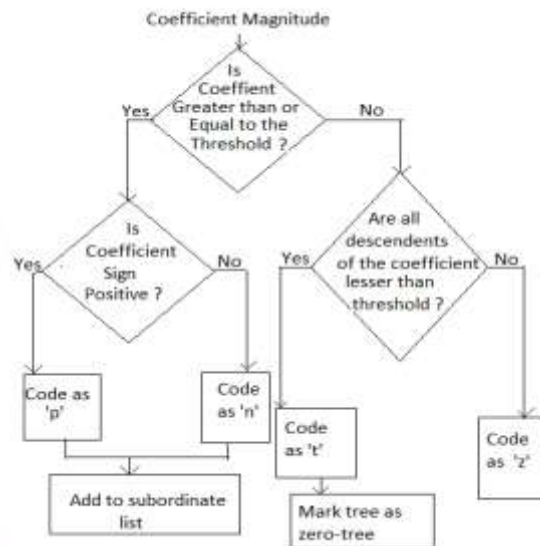 Coefficient Magnitude
Is
Coeffient
Greater than or
Equal to the
Threshold ?
Yes
No
Is
Coefficient
Sign
Positive ?
Yes
No
Are all
descendents
of the coefficient
lesser than
threshold ?
Yes
No
Code as
'p'
Code
as 'n'
Code
as 't'
Code
as 'z'
Add to subordinate
list
Mark tree as
zero-tree